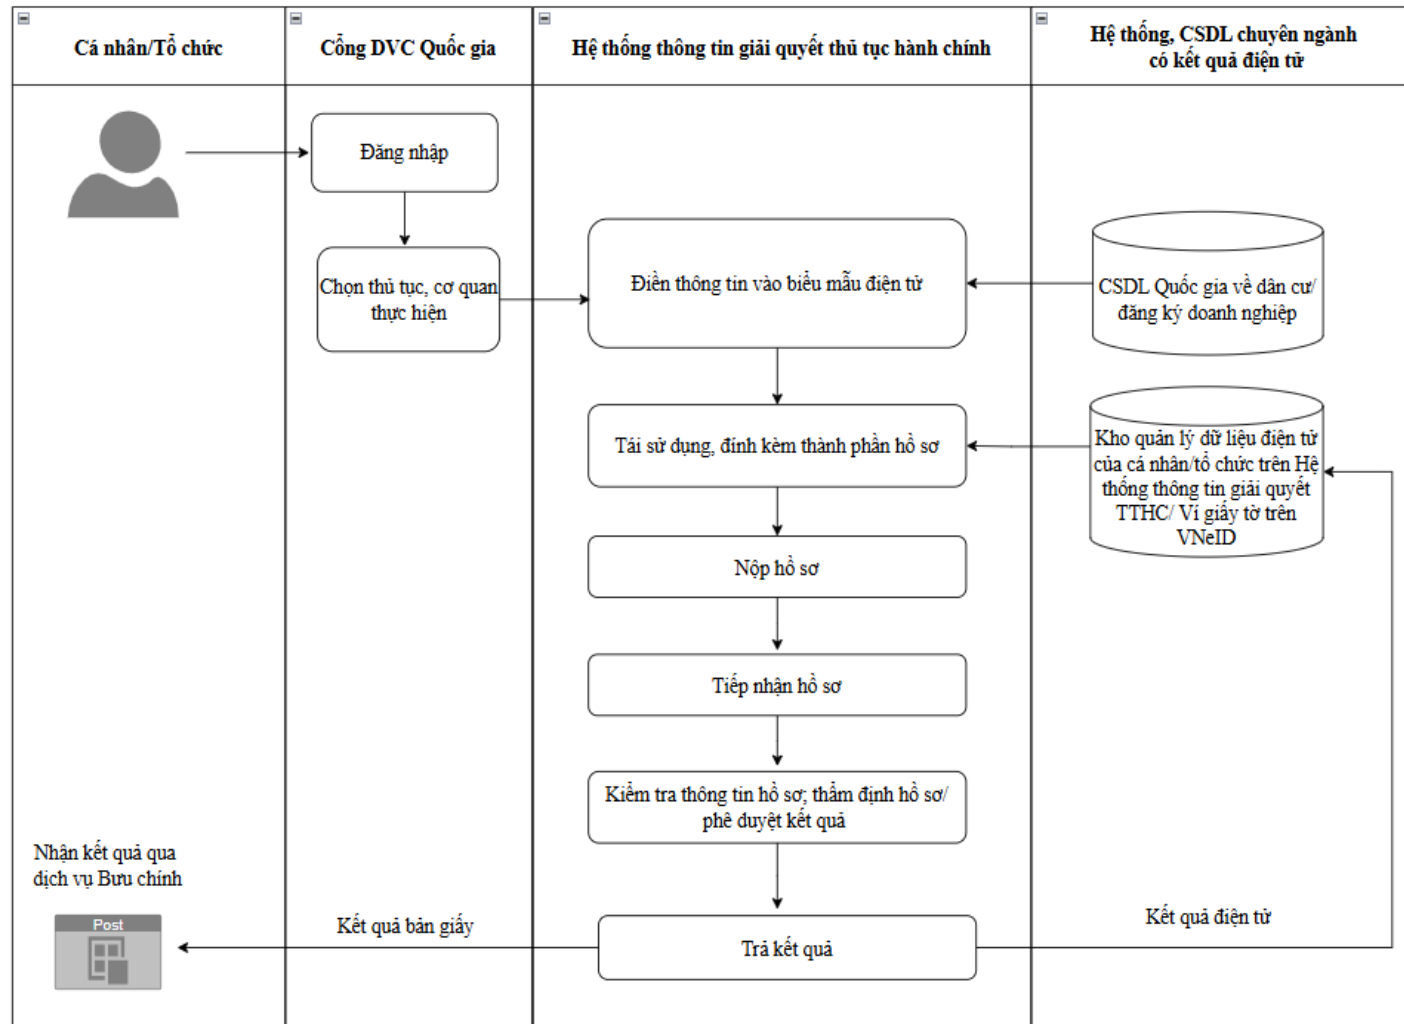 Cá nhân/Tổ chức
Cổng DVC Quốc gia
Hệ thống thông tin giải quyết thủ tục hành chính
Hệ thống, CSDL chuyên ngành
có kết quả điện tử
Đăng nhập
Chọn thủ tục, cơ quan
thực hiện
Điền thông tin vào biểu mẫu điện tử
CSDL Quốc gia về dân cư/
đăng ký doanh nghiệp
Tái sử dụng, đính kèm thành phần hồ sơ
Kho quản lý dữ liệu điện tử
của cá nhân/tổ chức trên Hệ
thống thông tin giải quyết
TTHC/ Ví giấy tờ trên
VNeID
Nộp hồ sơ
Tiếp nhận hồ sơ
Kiểm tra thông tin hồ sơ; thẩm định hồ sơ/
phê duyệt kết quả
Nhận kết quả qua
dịch vụ Bưu chính
Post
Kết quả bản giấy
Trả kết quả
Kết quả điện tử